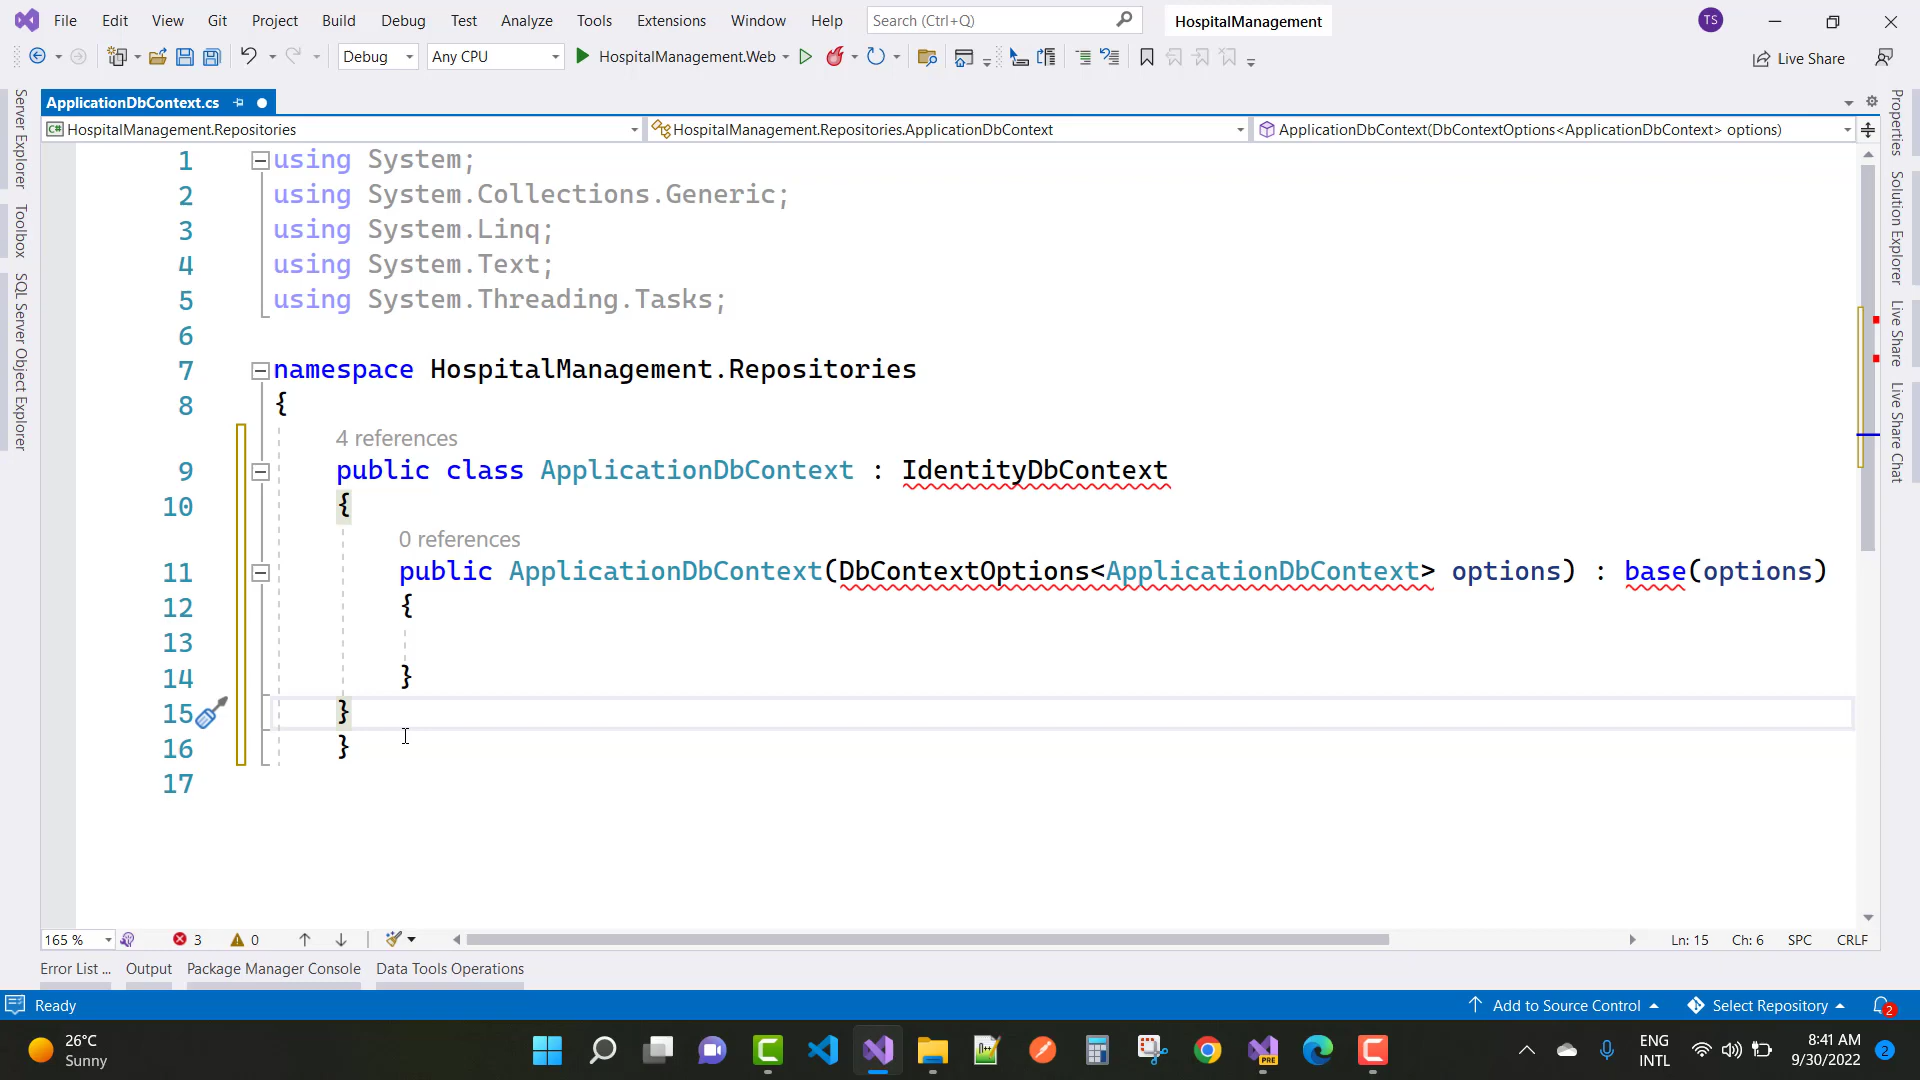 File Edit View Git Project Build Debug Test Analyze Tools Extensions Window Help Search (Ctrl+Q) HospitalManagement TS
Debug Any CPU HospitalManagement.Web Live Share
ApplicationDbContext.cs
C# HospitalManagement.Repositories HospitalManagement.Repositories.ApplicationDbContext ApplicationDbContext(DbContextOptions<ApplicationDbContext> options)
Server Explorer
Toolbox
SQL Server Object Explorer
1 using System;
2 using System.Collections.Generic;
3 using System.Linq;
4 using System.Text;
5 using System.Threading.Tasks;
6
7 namespace HospitalManagement.Repositories
8 {
4 references
9 public class ApplicationDbContext : IdentityDbContext
10 {
0 references
11 public ApplicationDbContext(DbContextOptions<ApplicationDbContext> options) : base(options)
12 {
13
14 }
15 }
16 }
17
Properties
Solution Explorer
Live Share
Live Share Chat
165 % 3 0 Ln: 15 Ch: 6 SPC CRLF
Error List ... Output Package Manager Console Data Tools Operations
Ready Add to Source Control Select Repository 2
26°C
Sunny
PRE
ENG
INTL
8:41 AM
9/30/2022
2